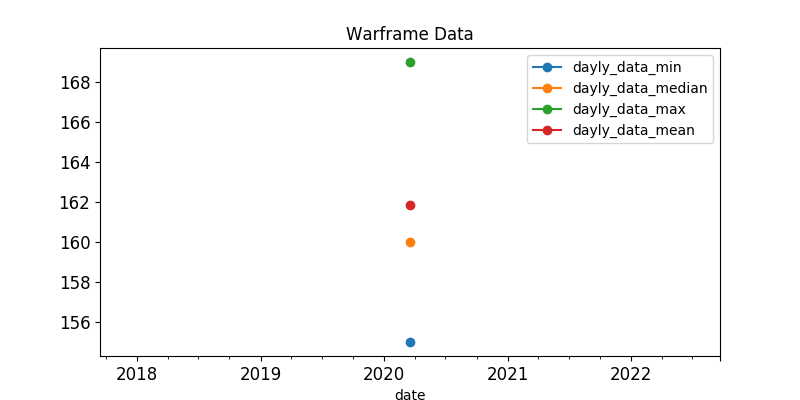 Warframe Data
dayly_data_min
dayly_data_median
dayly_data_max
dayly_data_mean
168
166
164
162
160
158
156
2018 2019 2020 2021 2022
date